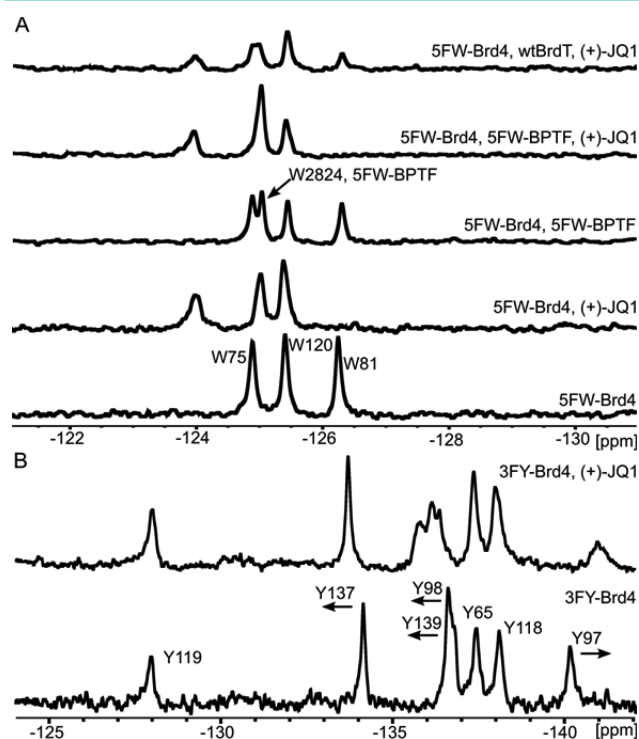 A
5FW-Brd4, wtBrdT, (+)-JQ1
5FW-Brd4, 5FW-BPTF, (+)-JQ1
W2824, 5FW-BPTF
5FW-Brd4, 5FW-BPTF
5FW-Brd4, (+)-JQ1
W75
W120
W81
5FW-Brd4
-122 -124 -126 -128 -130 [ppm]
B
3FY-Brd4, (+)-JQ1
3FY-Brd4
Y137
Y98
Y139
Y65
Y118
Y97
Y119
-125 -130 -135 -140 [ppm]